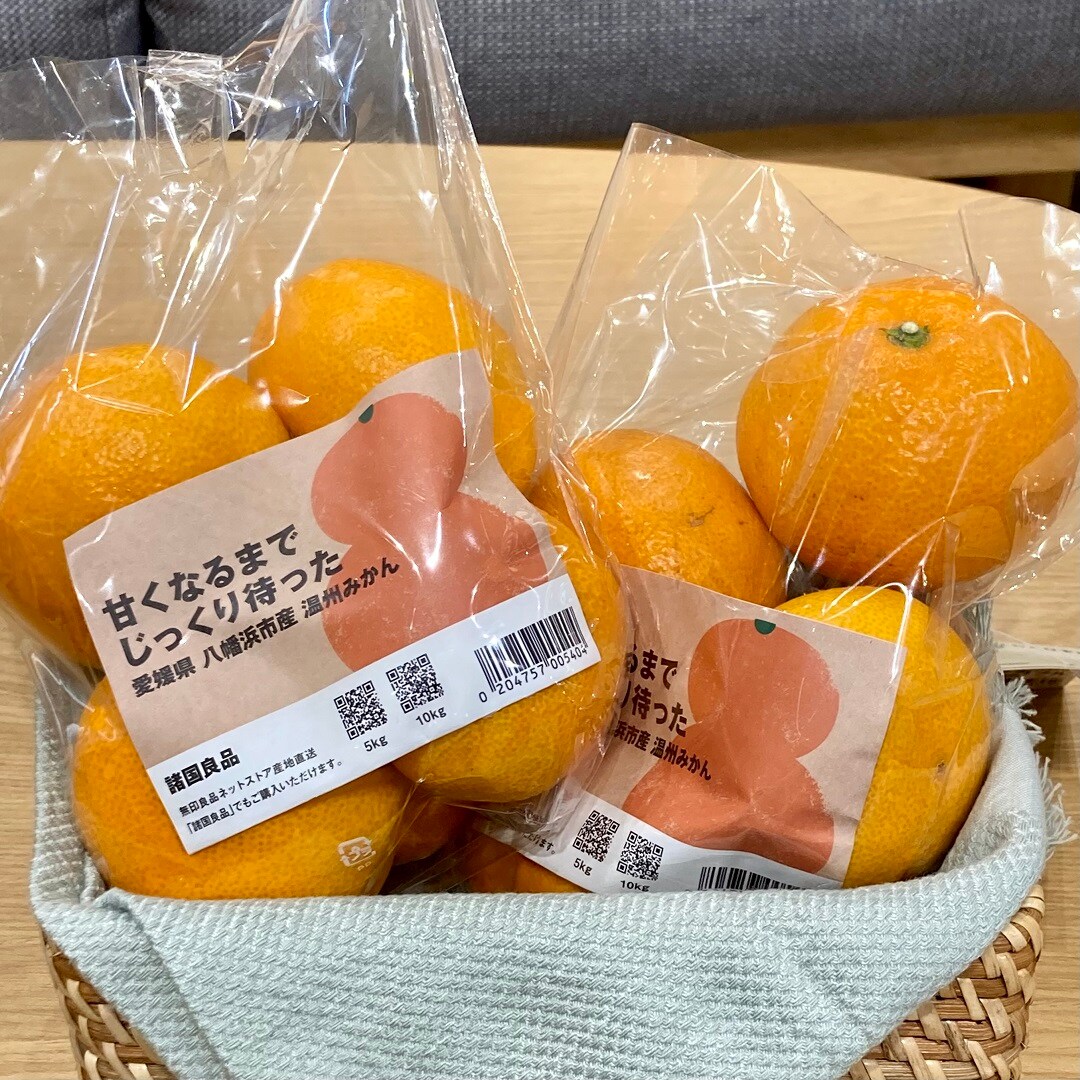 甘くなるまで
じっくり待った
愛媛県 八幡浜市産 温州みかん
5kg
10kg
0 204757 005404
諸国良品
無印良品ネットストア産地直送
「諸国良品」でもご購入いただけます。
るまで
り待った
浜市産 温州みかん
ます。
5kg
10kg
プラ